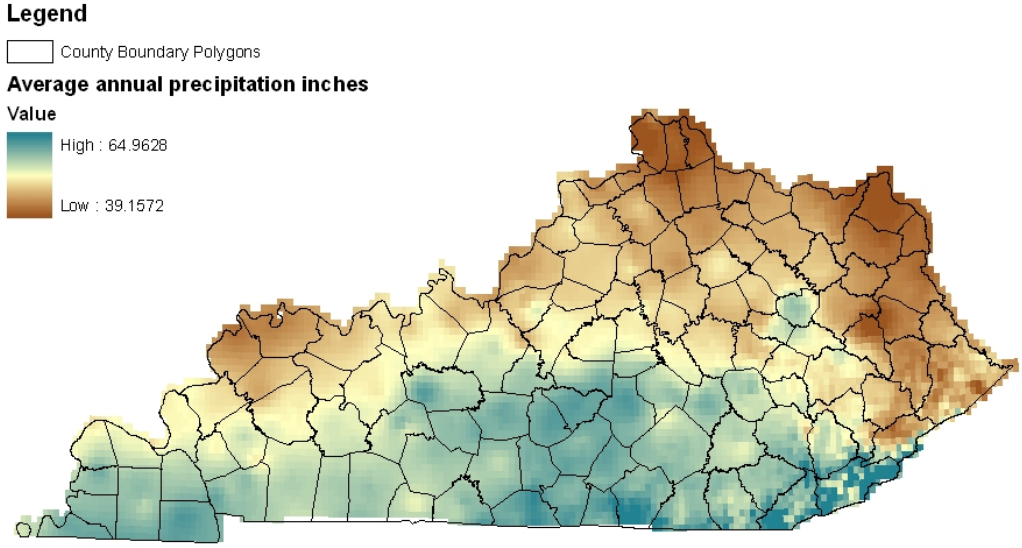 Legend
County Boundary Polygons
Average annual precipitation inches
Value
High : 64.9628
Low : 39.1572